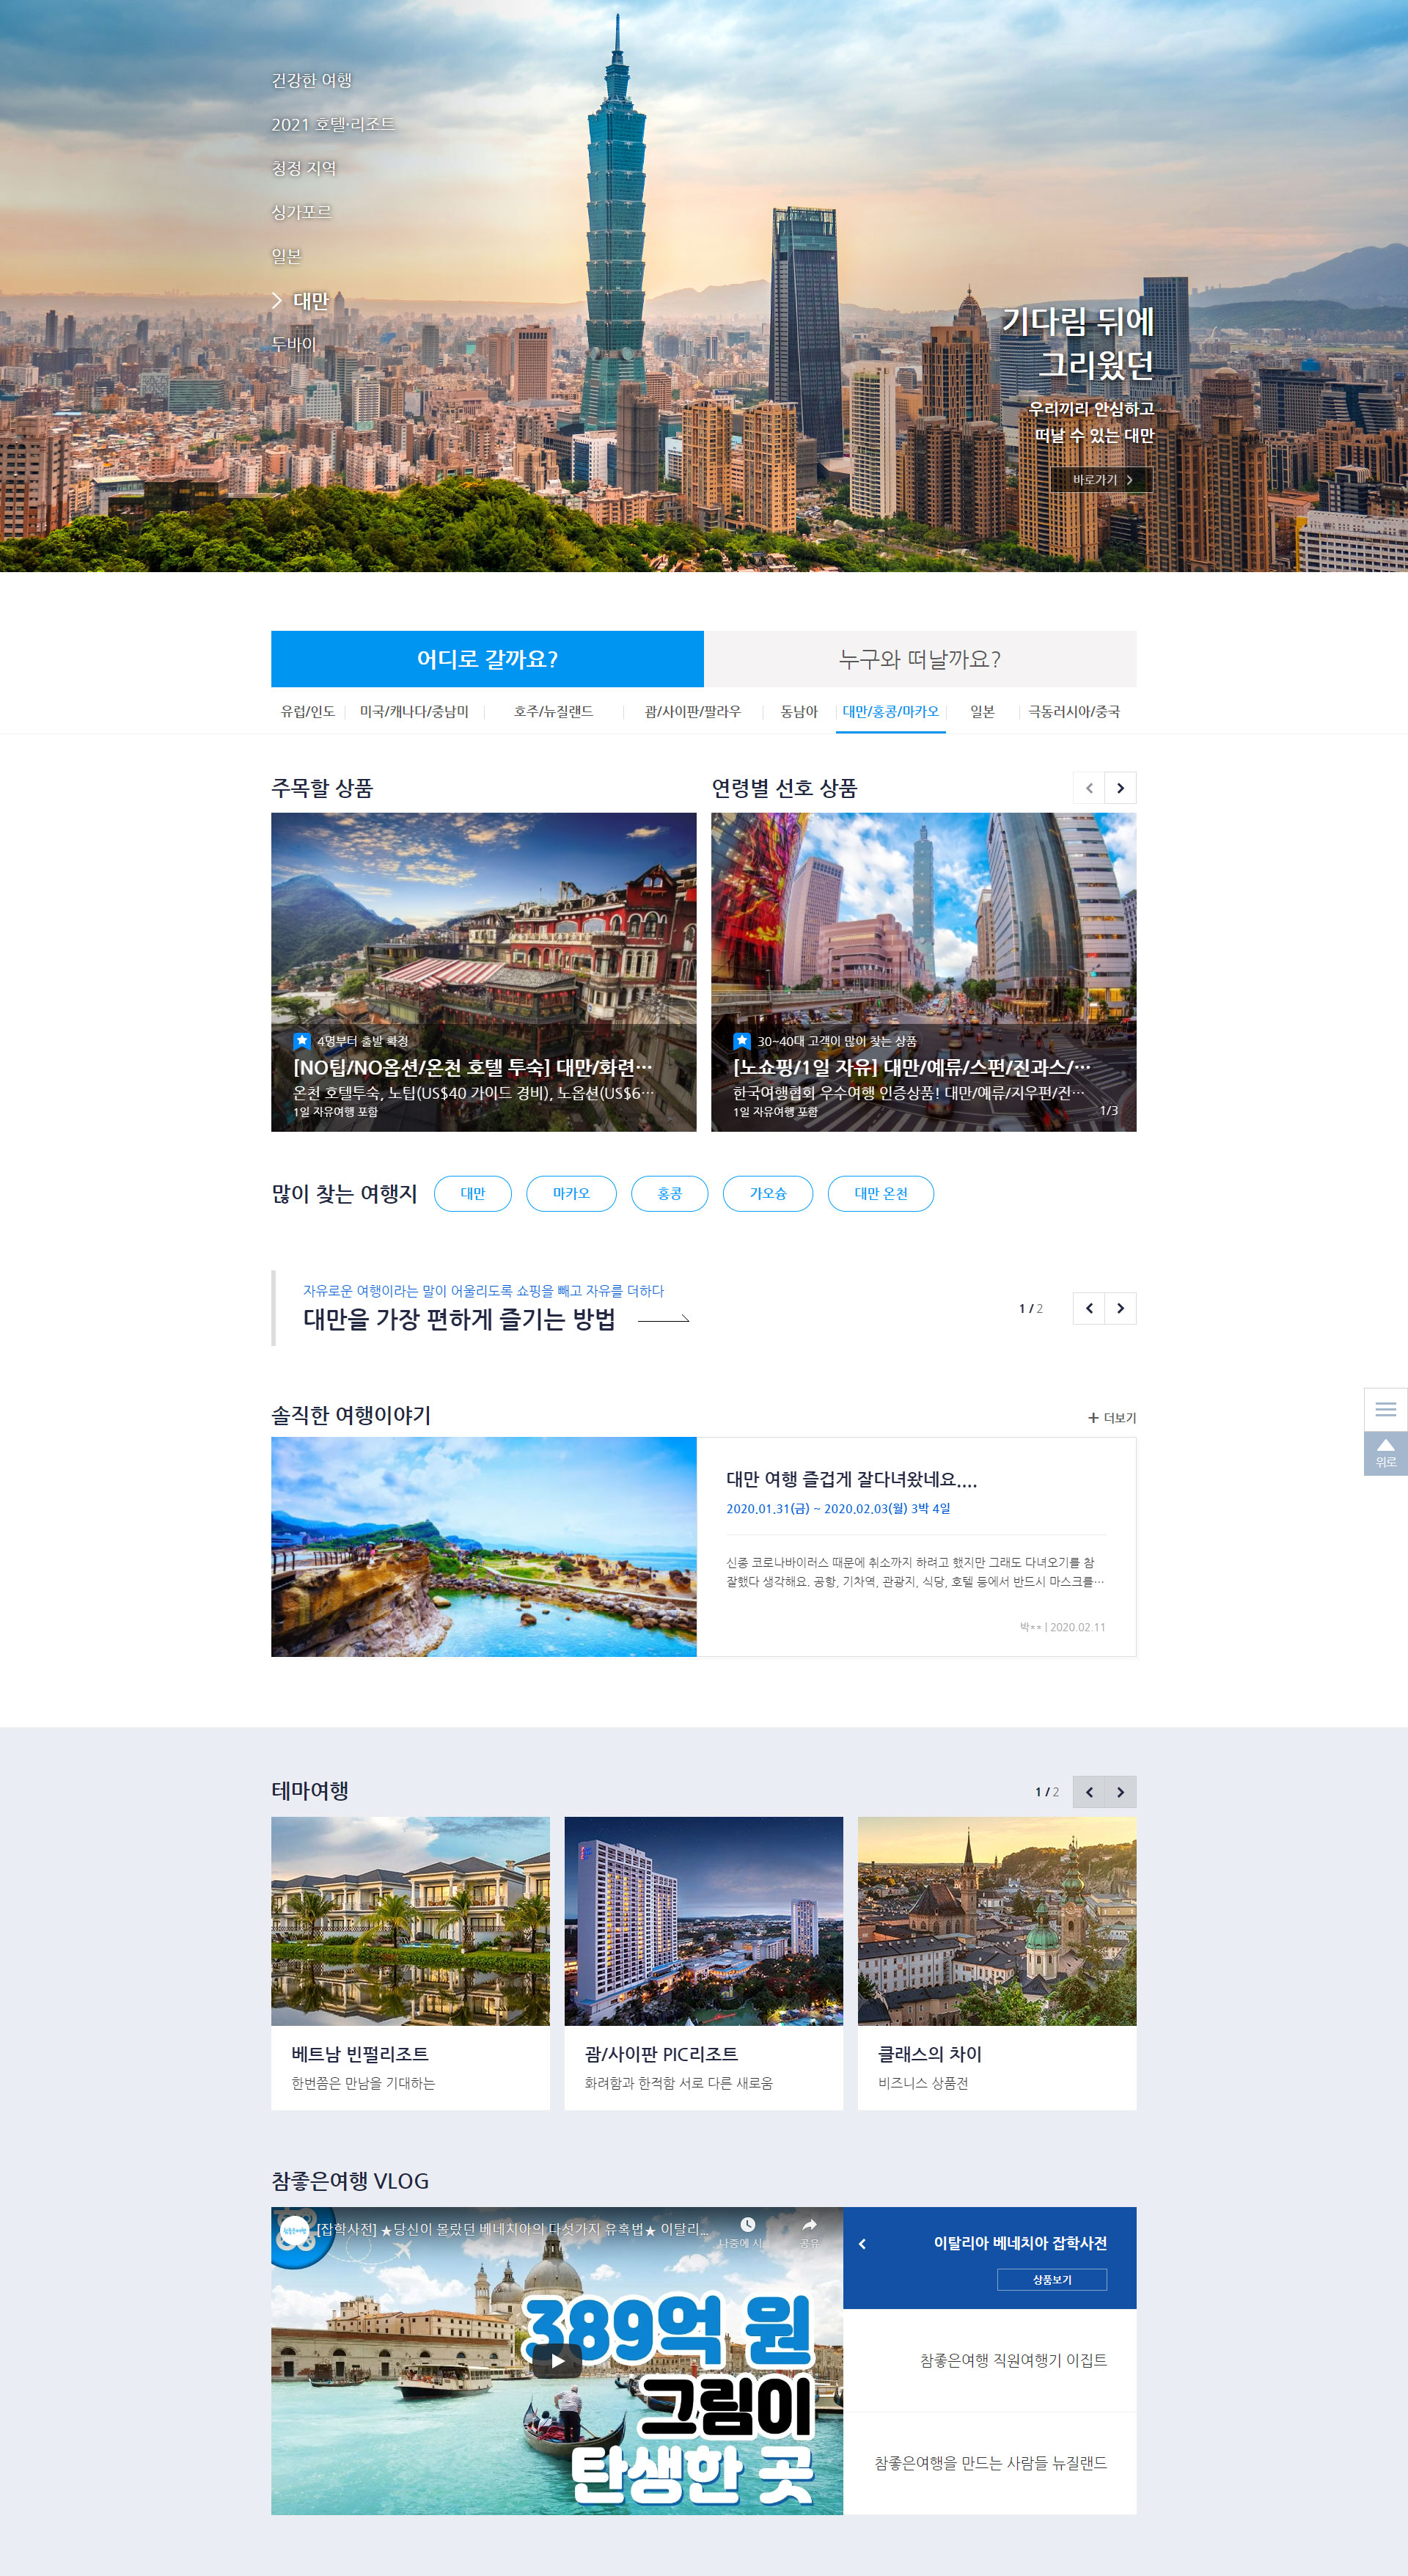 건강한 여행
2021 호텔·리조트
청정 지역
싱가포르
일본
대만
두바이
기다림 뒤에
그리웠던
우리끼리 안심하고
떠날 수 있는 대만
바로가기
어디로 갈까요?
누구와 떠날까요?
유럽/인도
미국/캐나다/중남미
호주/뉴질랜드
괌/사이판/팔라우
동남아
대만/홍콩/마카오
일본
극동러시아/중국
주목할 상품
4명부터 출발 확정
[NO팁/NO옵션/온천 호텔 투숙] 대만/화련…
온천 호텔투숙, 노팁(US$40 가이드 경비), 노옵션(US$6…
1일 자유여행 포함
연령별 선호 상품
30~40대 고객이 많이 찾는 상품
[노쇼핑/1일 자유] 대만/예류/스펀/진과스/…
한국여행협회 우수여행 인증상품! 대만/예류/지우펀/진…
1일 자유여행 포함
1/3
많이 찾는 여행지
대만
마카오
홍콩
가오슝
대만 온천
자유로운 여행이라는 말이 어울리도록 쇼핑을 빼고 자유를 더하다
대만을 가장 편하게 즐기는 방법
1 / 2
솔직한 여행이야기
+ 더보기
위로
대만 여행 즐겁게 잘다녀왔네요....
2020.01.31(금) ~ 2020.02.03(월) 3박 4일
신종 코로나바이러스 때문에 취소까지 하려고 했지만 그래도 다녀오기를 참
잘했다 생각해요. 공항, 기차역, 관광지, 식당, 호텔 등에서 반드시 마스크를…
박** | 2020.02.11
테마여행
1 / 2
베트남 빈펄리조트
한번쯤은 만남을 기대하는
괌/사이판 PIC리조트
화려함과 한적함 서로 다른 새로움
클래스의 차이
비즈니스 상품전
참좋은여행 VLOG
[잡학사전] ★당신이 몰랐던 베네치아의 다섯가지 유혹법★ 이탈리...
나중에 시...
공유
389억 원
그림이
탄생한 곳
이탈리아 베네치아 잡학사전
상품보기
참좋은여행 직원여행기 이집트
참좋은여행을 만드는 사람들 뉴질랜드